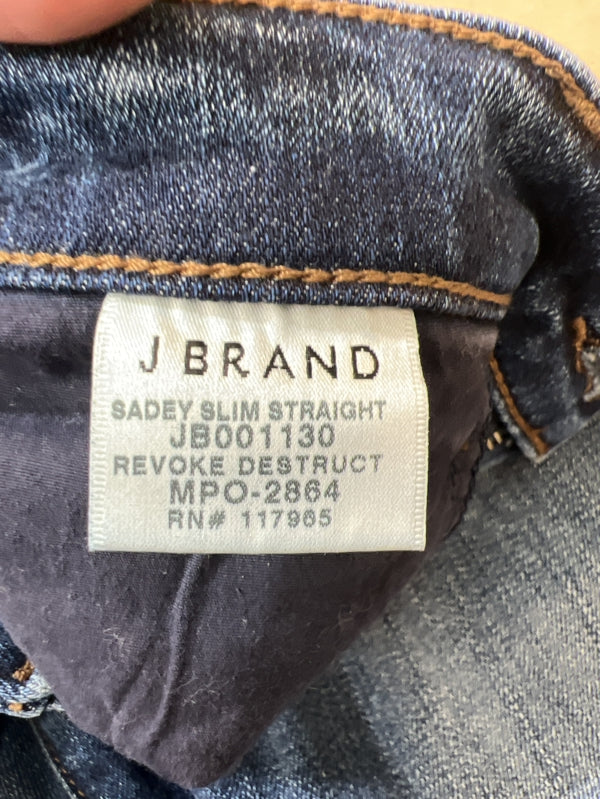 J BRAND
SADEY SLIM STRAIGHT
JB001130
REVOKE DESTRUCT
MPO-2864
RN# 117965